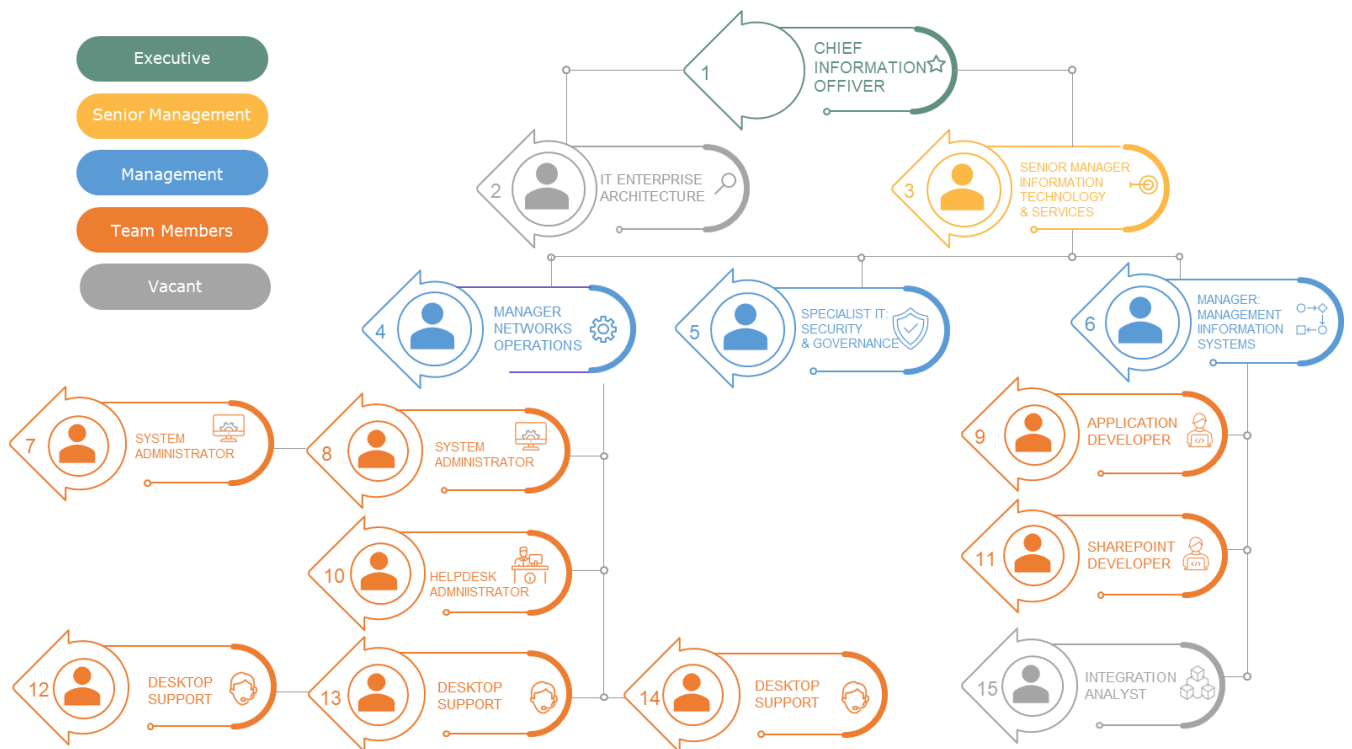 Executive
Senior Management
Management
Team Members
Vacant
1
CHIEF
INFORMATION
OFFIVER
2
IT ENTERPRISE
ARCHITECTURE
3
SENIOR MANAGER:
INFORMATION
TECHNOLOGY
& SERVICES
4
MANAGER
NETWORKS
OPERATIONS
5
SPECIALIST IT:
SECURITY
& GOVERNANCE
6
MANAGER:
MANAGEMENT
INFORMATION
SYSTEMS
7
SYSTEM
ADMINISTRATOR
8
SYSTEM
ADMINISTRATOR
9
APPLICATION
DEVELOPER
10
HELPDESK
ADMNIISTRATOR
11
SHAREPOINT
DEVELOPER
12
DESKTOP
SUPPORT
13
DESKTOP
SUPPORT
14
DESKTOP
SUPPORT
15
INTEGRATION
ANALYST